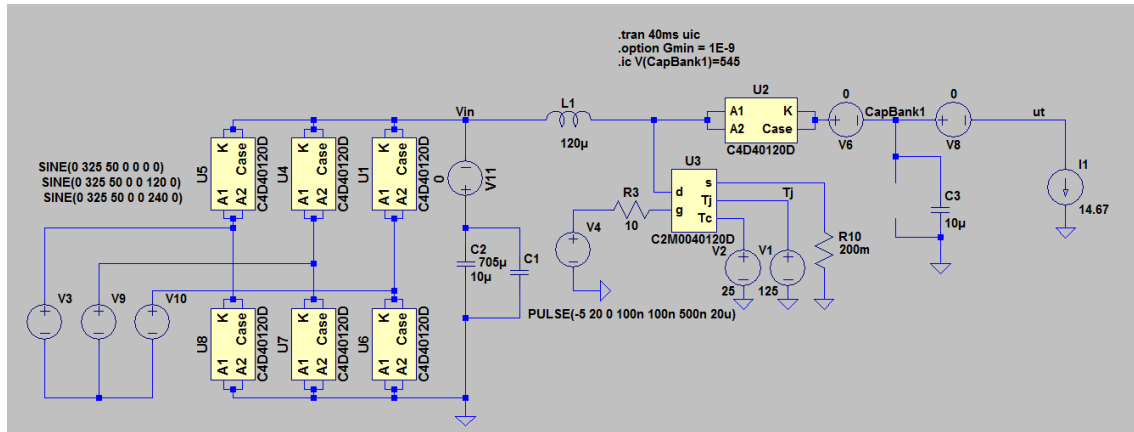 .tran 40ms uic
.option Gmin = 1E-9
.ic V(CapBank1)=545
U2
A1
K
A2
Case
C4D40120D
0
V6
CapBank1
0
V8
ut
Vin
L1
120µ
SINE(0 325 50 0 0 0 0)
SINE(0 325 50 0 0 120 0)
SINE(0 325 50 0 0 240 0)
U5
K
Case
A1
A2
C4D40120D
U4
K
Case
A1
A2
C4D40120D
U1
K
Case
A1
A2
C4D40120D
0
V11
U3
d
g
s
Tj
Tc
C2M0040120D
Tj
R3
10
V4
V2
25
V1
125
R10
200m
C3
10µ
I1
14.67
C2
705µ
10µ
C1
PULSE(-5 20 0 100n 100n 500n 20u)
V3
V9
V10
U8
K
Case
A1
A2
C4D40120D
U7
K
Case
A1
A2
C4D40120D
U6
K
Case
A1
A2
C4D40120D